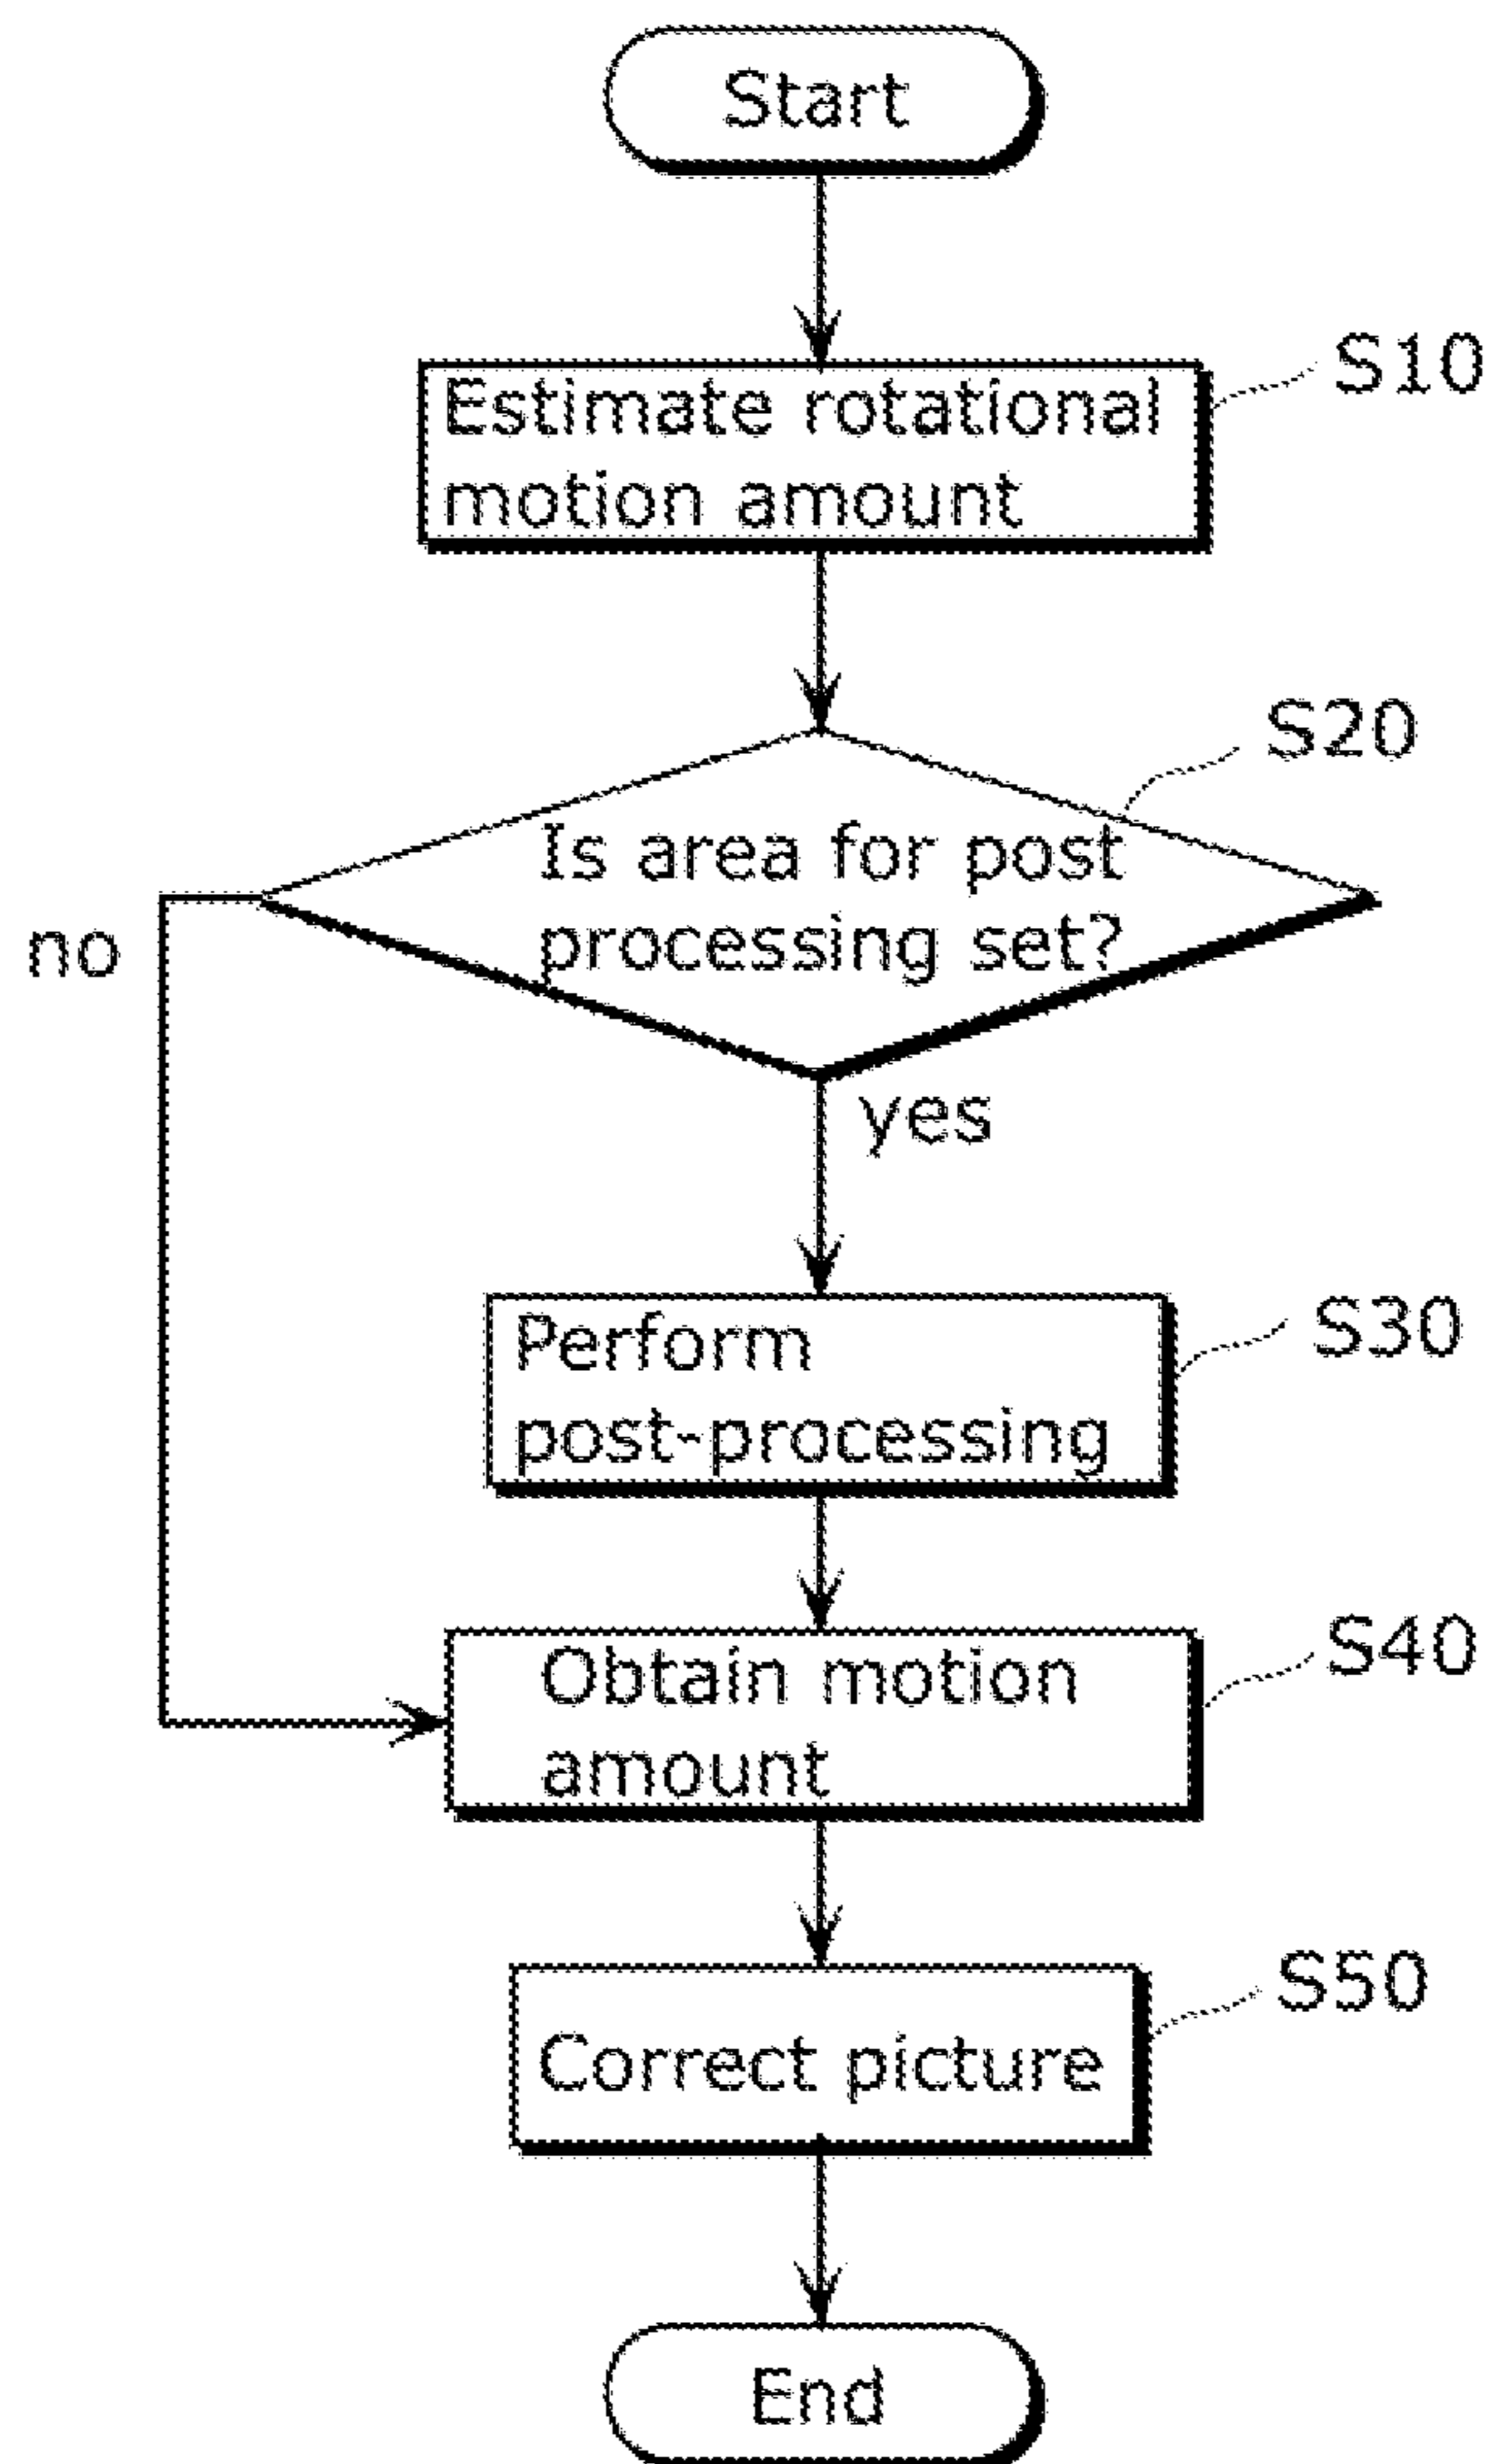 Start
S10
Estimate rotational
motion amount
S20
Is area for post
processing set?
no
yes
S30
Perform
post-processing
S40
Obtain motion
amount
S50
Correct picture
End